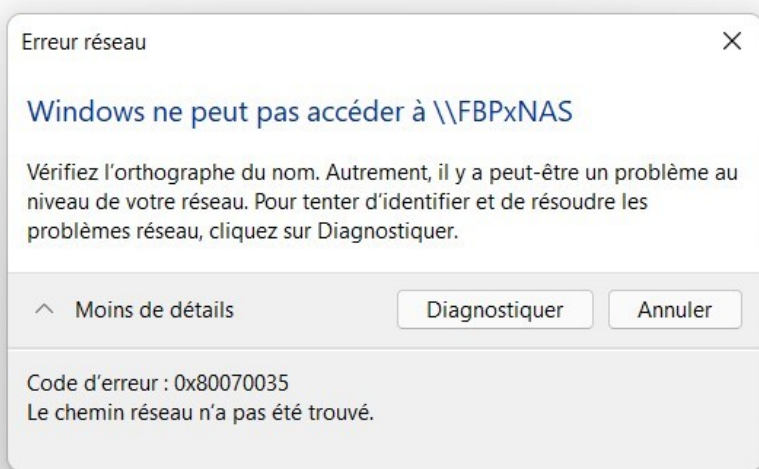 Erreur réseau
Windows ne peut pas accéder à \\FBPxNAS
Vérifiez l'orthographe du nom. Autrement, il y a peut-être un problème au
niveau de votre réseau. Pour tenter d'identifier et de résoudre les
problèmes réseau, cliquez sur Diagnostiquer.
Moins de détails
Diagnostiquer
Annuler
Code d'erreur : 0x80070035
Le chemin réseau n'a pas été trouvé.